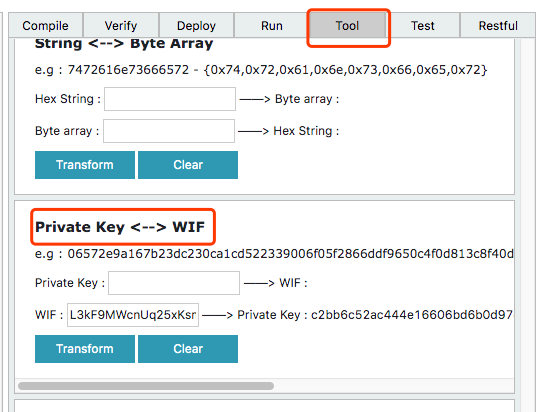 Compile Verify Deploy Run Tool Test Restful
String <--> Byte Array
e.g : 7472616e73666572 - {0x74,0x72,0x61,0x6e,0x73,0x66,0x65,0x72}
Hex String : ——> Byte array :
Byte array : ——> Hex String :
Transform Clear
Private Key <--> WIF
e.g : 06572e9a167b23dc230ca1cd522339006f05f2866ddf9650c4f0d813c8f40d
Private Key : ——> WIF :
WIF : L3kF9MWcnUq25xKsr ——> Private Key : c2bb6c52ac444e16606bd6b0d97
Transform Clear